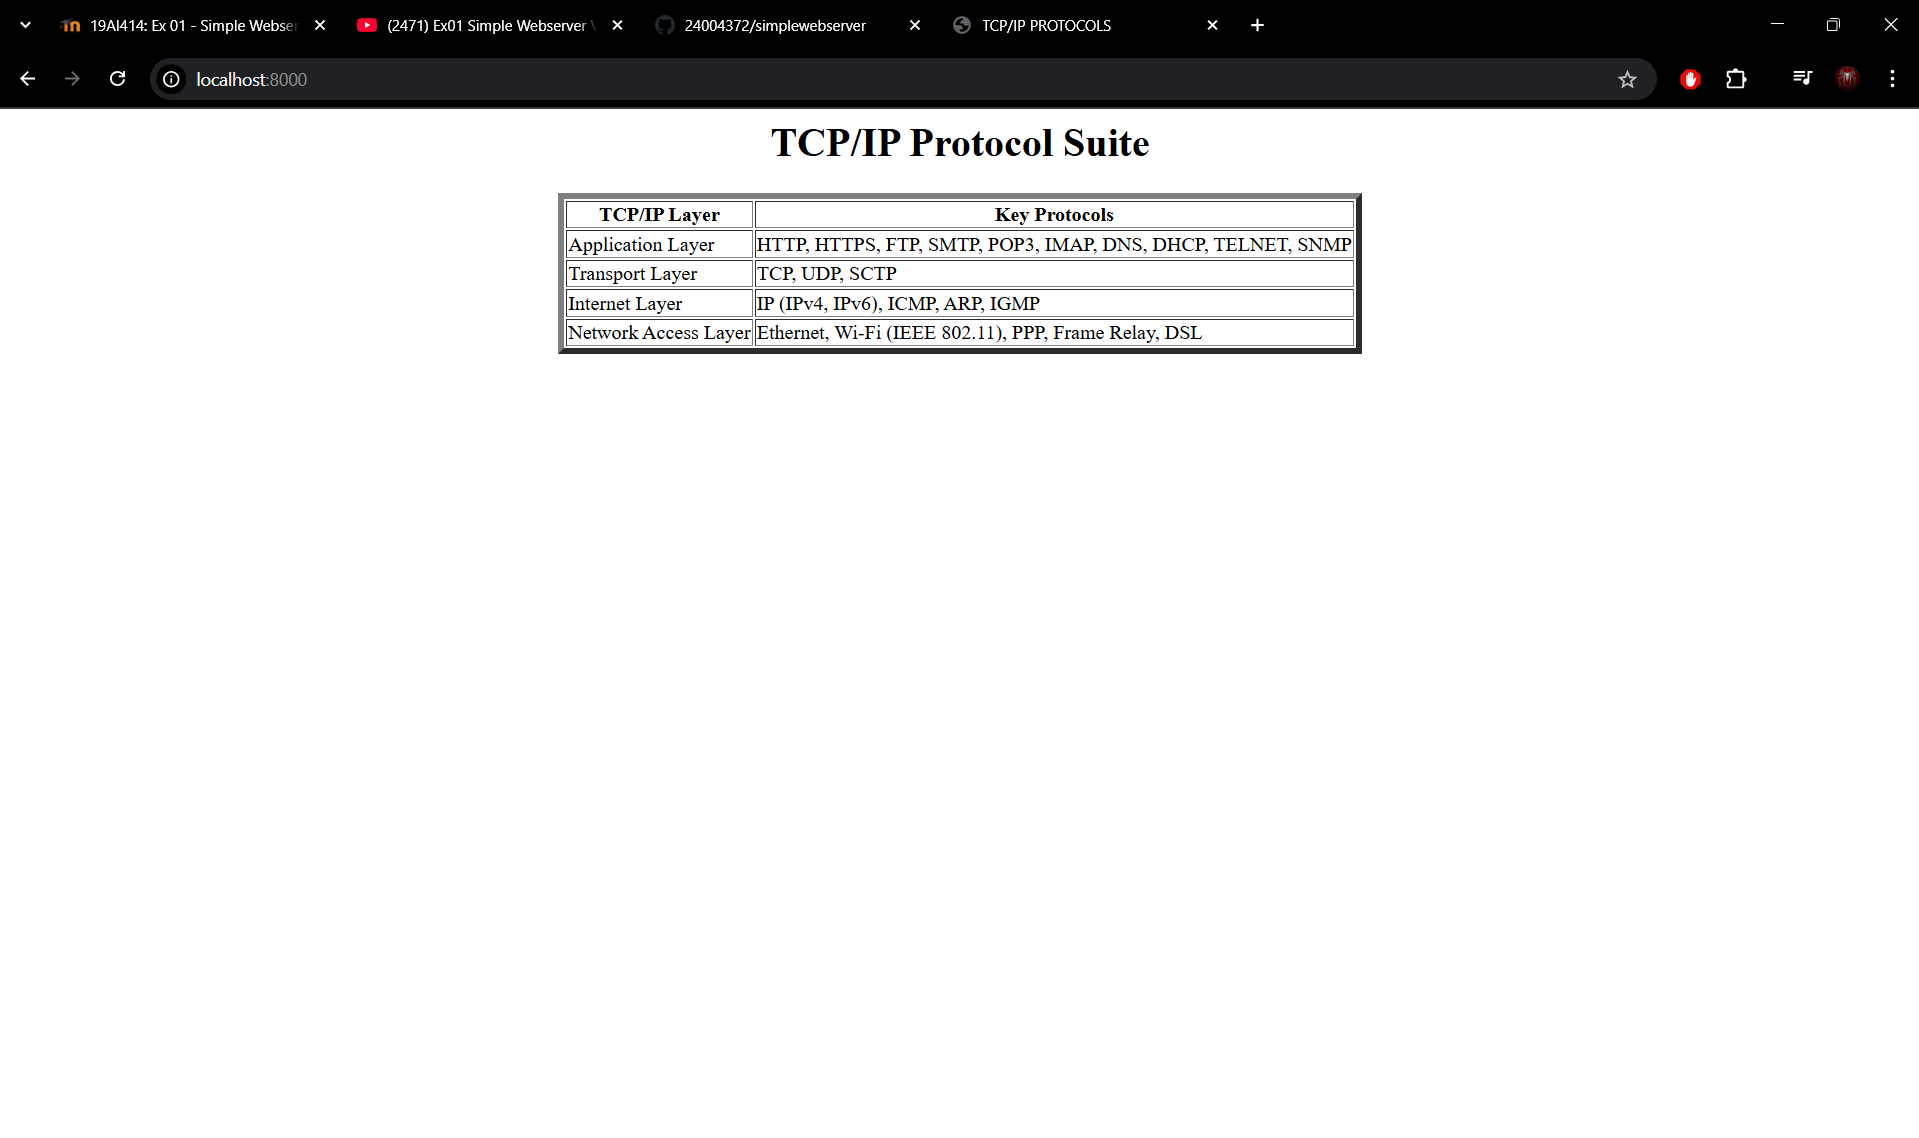 19AI414: Ex 01 - Simple Webser
(2471) Ex01 Simple Webserver
24004372/simplewebserver
TCP/IP PROTOCOLS
localhost:8000
TCP/IP Protocol Suite
TCP/IP Layer Key Protocols
Application Layer HTTP, HTTPS, FTP, SMTP, POP3, IMAP, DNS, DHCP, TELNET, SNMP
Transport Layer TCP, UDP, SCTP
Internet Layer IP (IPv4, IPv6), ICMP, ARP, IGMP
Network Access Layer Ethernet, Wi-Fi (IEEE 802.11), PPP, Frame Relay, DSL